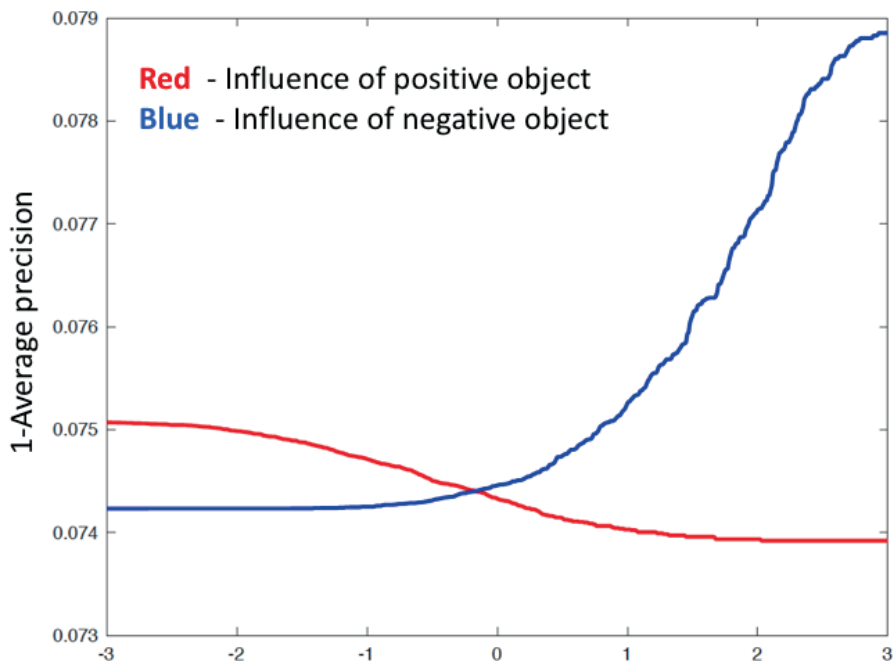 0.079
Red - Influence of positive object
Blue - Influence of negative object
0.078
0.077
0.076
0.075
0.074
0.073
1-Average precision
-3 -2 -1 0 1 2 3